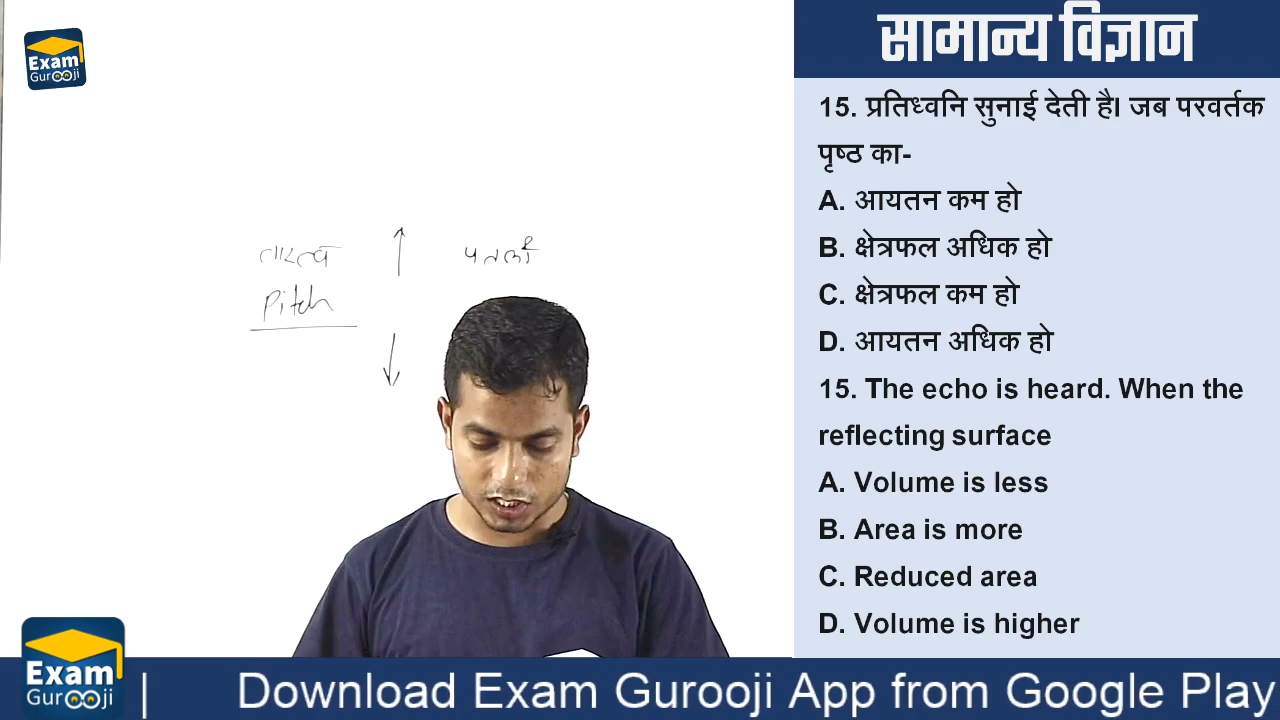 Exam
Gurooji
सामान्य विज्ञान
15. प्रतिध्वनि सुनाई देती है। जब परवर्तक
पृष्ठ का-
A. आयतन कम हो
B. क्षेत्रफल अधिक हो
C. क्षेत्रफल कम हो
D. आयतन अधिक हो
15. The echo is heard. When the
reflecting surface
A. Volume is less
B. Area is more
C. Reduced area
D. Volume is higher
Pitch
Exam
Gurooji
| Download Exam Gurooji App from Google Play